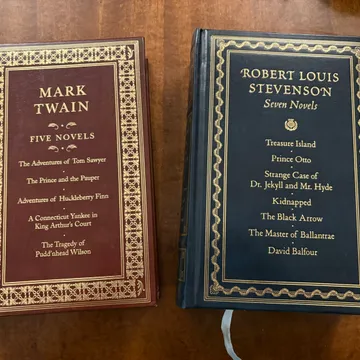 MARK
TWAIN
FIVE NOVELS
The Adventures of Tom Sawyer
The Prince and the Pauper
Adventures of Huckleberry Finn
A Connecticut Yankee in
King Arthur's Court
The Tragedy of
Pudd'nhead Wilson
ROBERT LOUIS
STEVENSON
Seven Novels
Treasure Island
Prince Otto
Strange Case of
Dr. Jekyll and Mr. Hyde
Kidnapped
The Black Arrow
The Master of Ballantrae
David Balfour